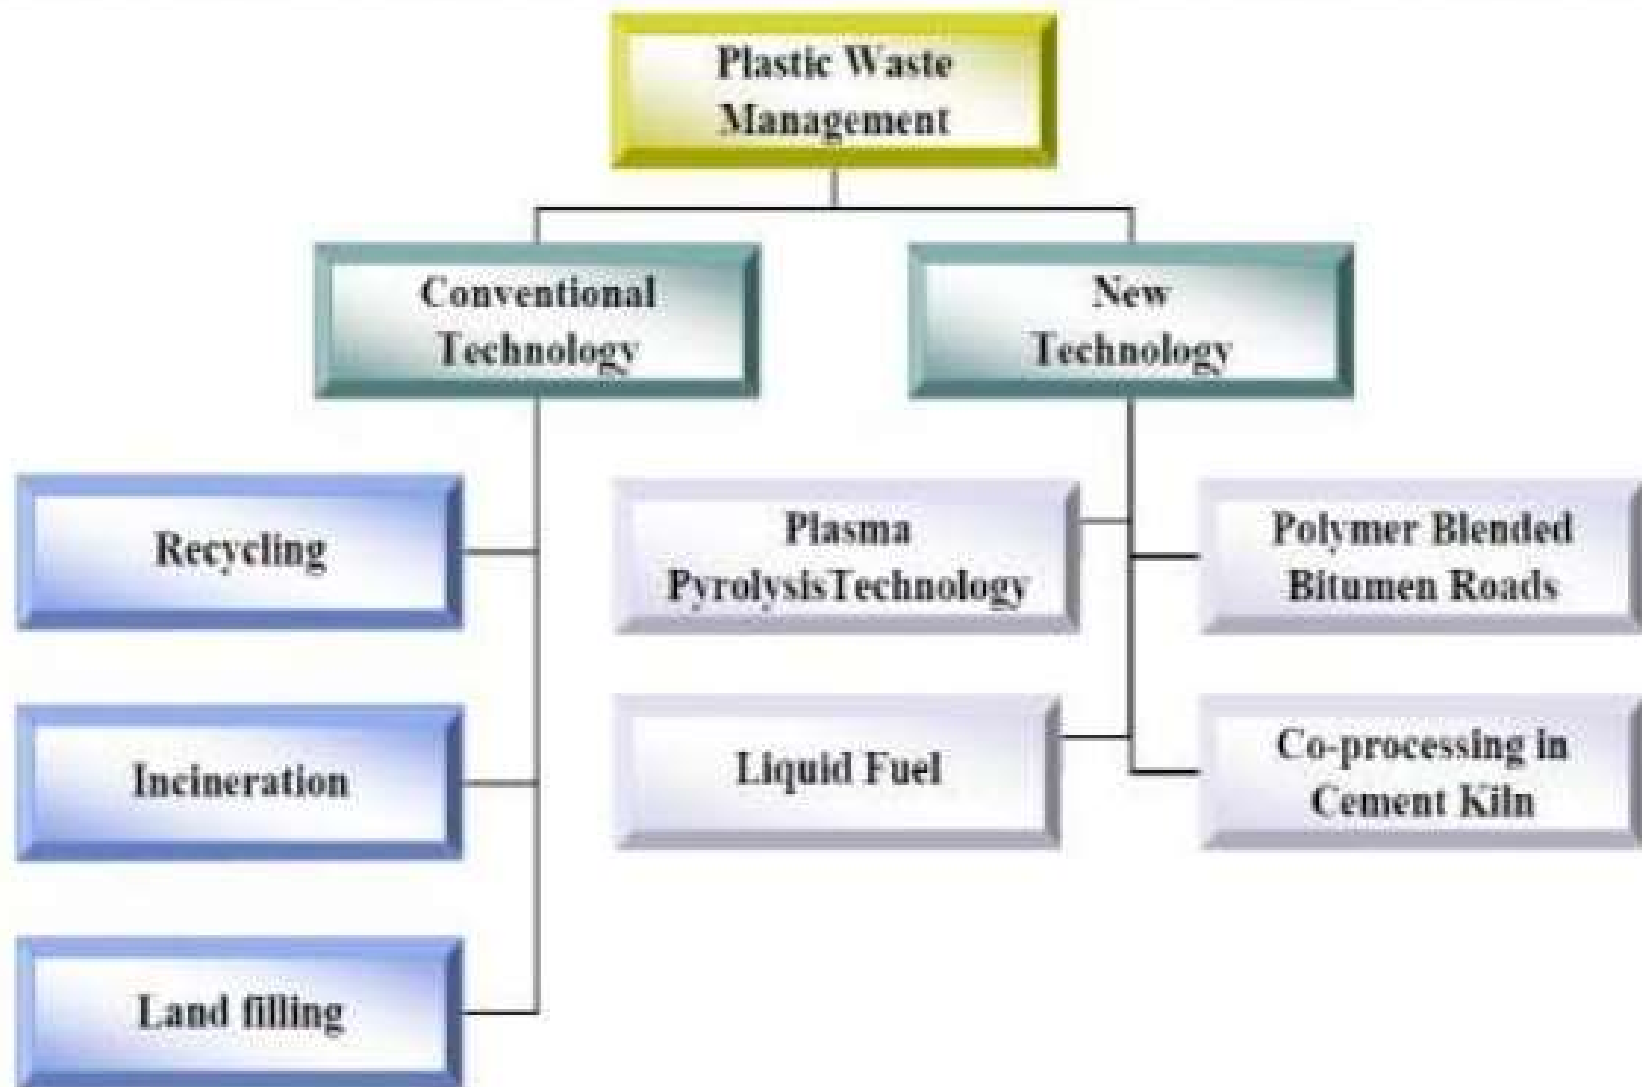 Plastic Waste
Management
Conventional
Technology
New
Technology
Recycling
Incineration
Land filling
Plasma
PyrolysisTechnology
Polymer Blended
Bitumen Roads
Liquid Fuel
Co-processing in
Cement Kiln